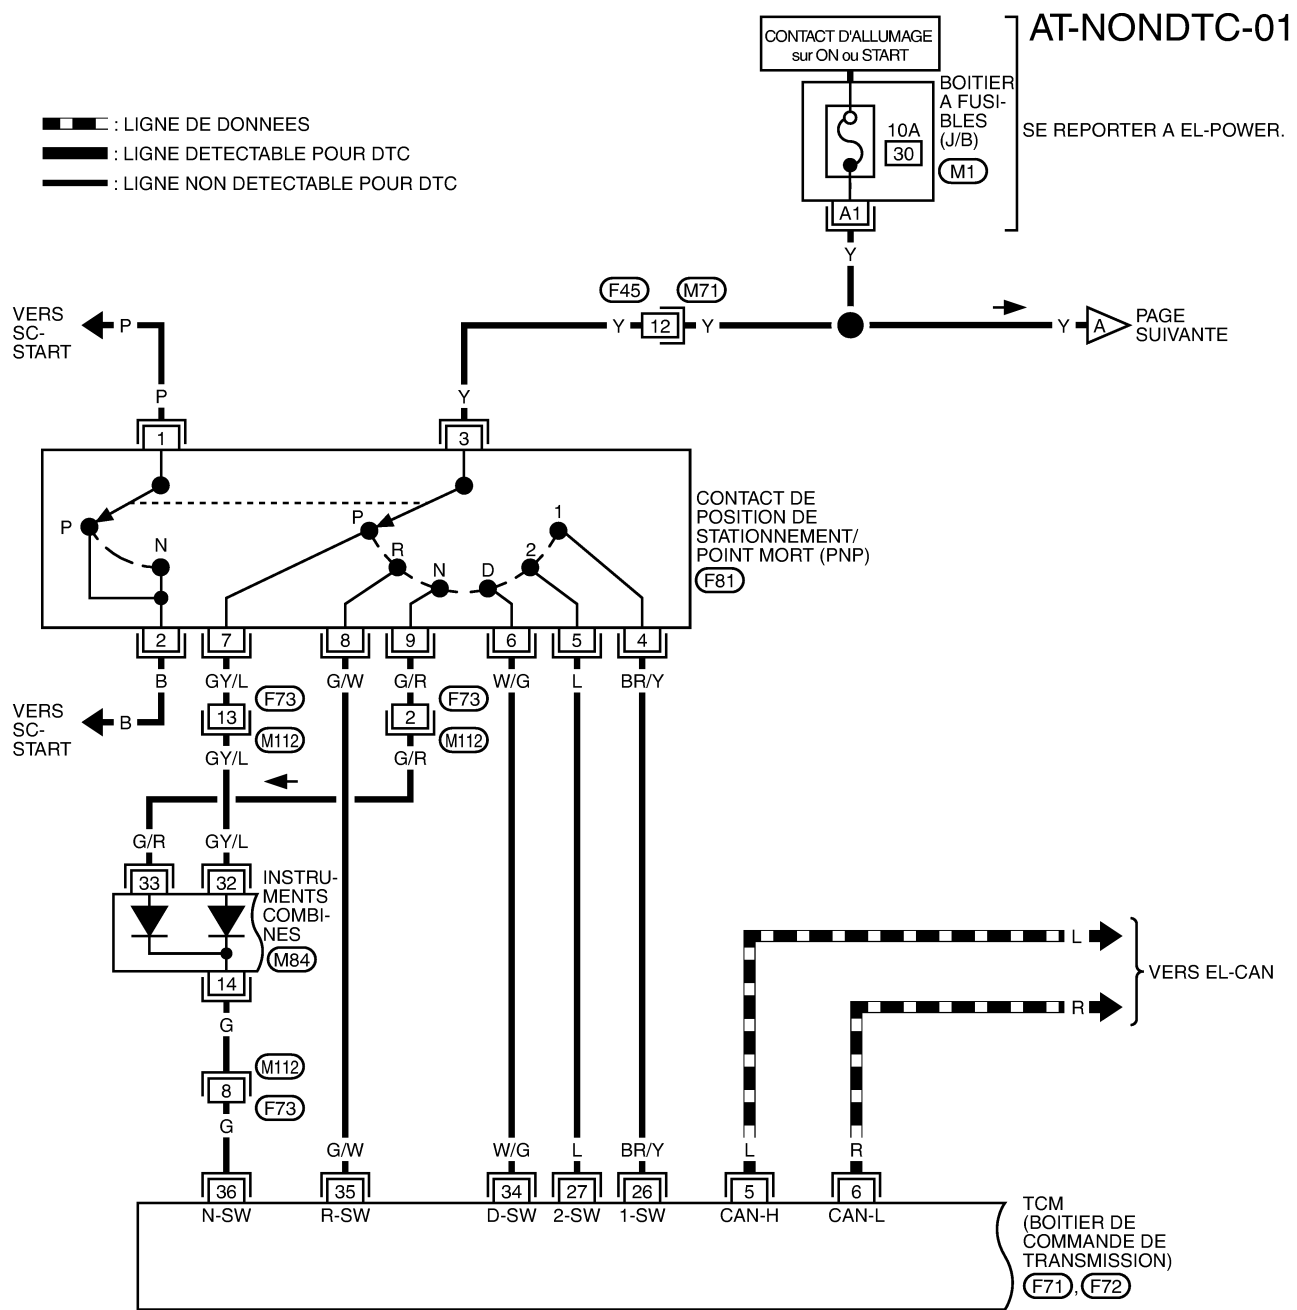 AT-NONDTC-01
CONTACT D'ALLUMAGE
sur ON ou START
BOITIER
A FUSI-
BLES
(J/B)
10A
30
M1
SE REPORTER A EL-POWER.
: LIGNE DE DONNEES
: LIGNE DETECTABLE POUR DTC
: LIGNE NON DETECTABLE POUR DTC
A1
Y
F45
M71
VERS
SC-
START
P
Y
12
Y
Y
A
PAGE
SUIVANTE
P
Y
1
3
CONTACT DE
POSITION DE
STATIONNEMENT/
POINT MORT (PNP)
F81
P
N
P
R
N
D
2
1
2
7
8
9
6
5
4
B
GY/L
G/W
G/R
W/G
L
BR/Y
F73
F73
VERS
SC-
START
B
13
2
M112
M112
GY/L
G/R
G/R
GY/L
33
32
INSTRU-
MENTS
COMBI-
NES
M84
14
L
R
VERS EL-CAN
G
M112
8
F73
G
G/W
W/G
L
BR/Y
L
R
36
35
34
27
26
5
6
N-SW
R-SW
D-SW
2-SW
1-SW
CAN-H
CAN-L
TCM
(BOITIER DE
COMMANDE DE
TRANSMISSION)
F71 , F72